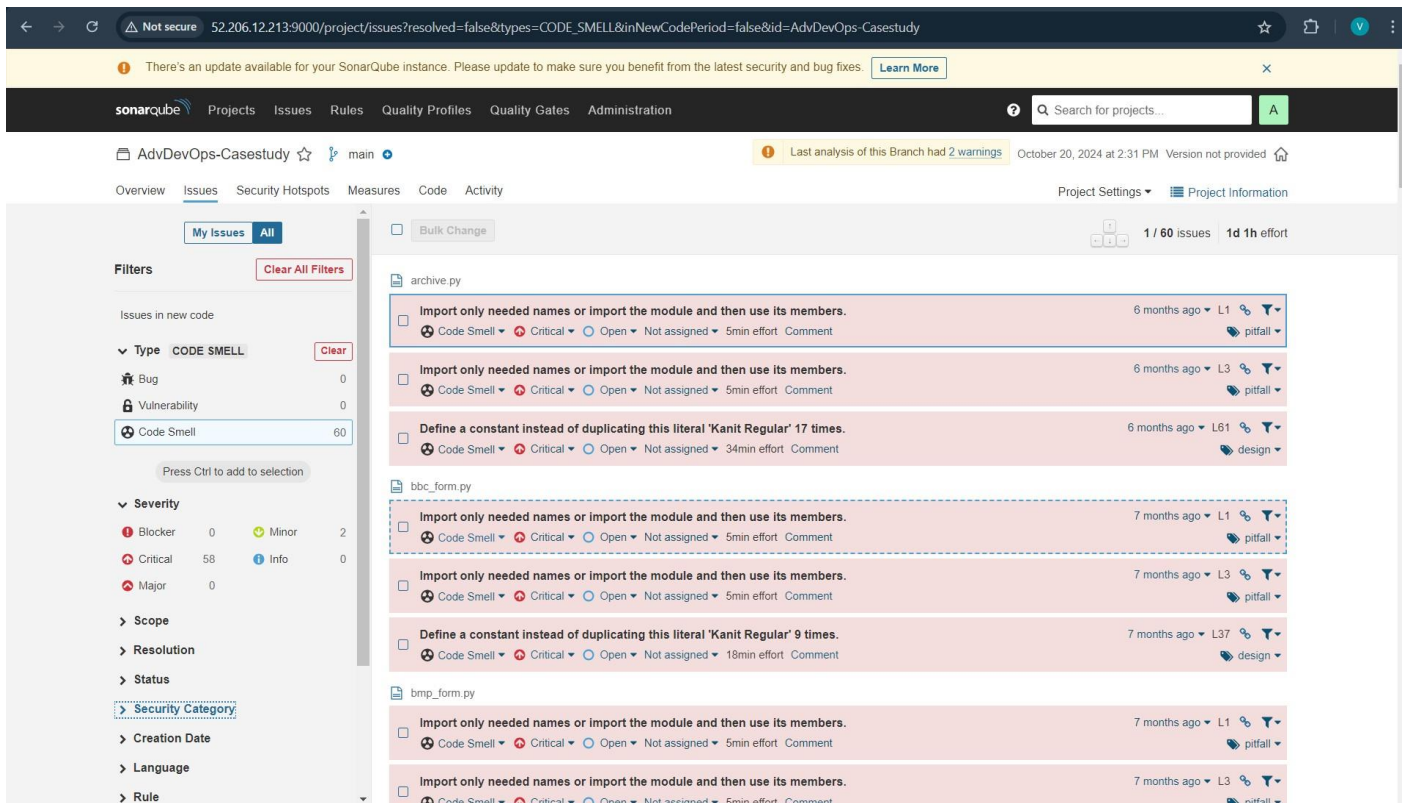 Not secure 52.206.12.213:9000/project/issues?resolved=false&types=CODE_SMELL&inNewCodePeriod=false&id=AdvDevOps-Casestudy V
There's an update available for your SonarQube instance. Please update to make sure you benefit from the latest security and bug fixes. Learn More
sonarqube Projects Issues Rules Quality Profiles Quality Gates Administration Search for projects... A
AdvDevOps-Casestudy main Last analysis of this Branch had 2 warnings October 20, 2024 at 2:31 PM Version not provided
Overview Issues Security Hotspots Measures Code Activity Project Settings Project Information
My Issues All
Filters Clear All Filters
Issues in new code
Type CODE SMELL Clear
Bug 0
Vulnerability 0
Code Smell 60
Press Ctrl to add to selection
Severity
Blocker 0 Minor 2
Critical 58 Info 0
Major 0
Scope
Resolution
Status
Security Category
Creation Date
Language
Rule
Bulk Change 1 / 60 issues 1d 1h effort
archive.py
Import only needed names or import the module and then use its members. 6 months ago L1
Code Smell Critical Open Not assigned 5min effort Comment pitfall
Import only needed names or import the module and then use its members. 6 months ago L3
Code Smell Critical Open Not assigned 5min effort Comment pitfall
Define a constant instead of duplicating this literal 'Kanit Regular' 17 times. 6 months ago L61
Code Smell Critical Open Not assigned 34min effort Comment design
bbc_form.py
Import only needed names or import the module and then use its members. 7 months ago L1
Code Smell Critical Open Not assigned 5min effort Comment pitfall
Import only needed names or import the module and then use its members. 7 months ago L3
Code Smell Critical Open Not assigned 5min effort Comment pitfall
Define a constant instead of duplicating this literal 'Kanit Regular' 9 times. 7 months ago L37
Code Smell Critical Open Not assigned 18min effort Comment design
bmp_form.py
Import only needed names or import the module and then use its members. 7 months ago L1
Code Smell Critical Open Not assigned 5min effort Comment pitfall
Import only needed names or import the module and then use its members. 7 months ago L3
Code Smell Critical Open Not assigned 5min effort Comment pitfall